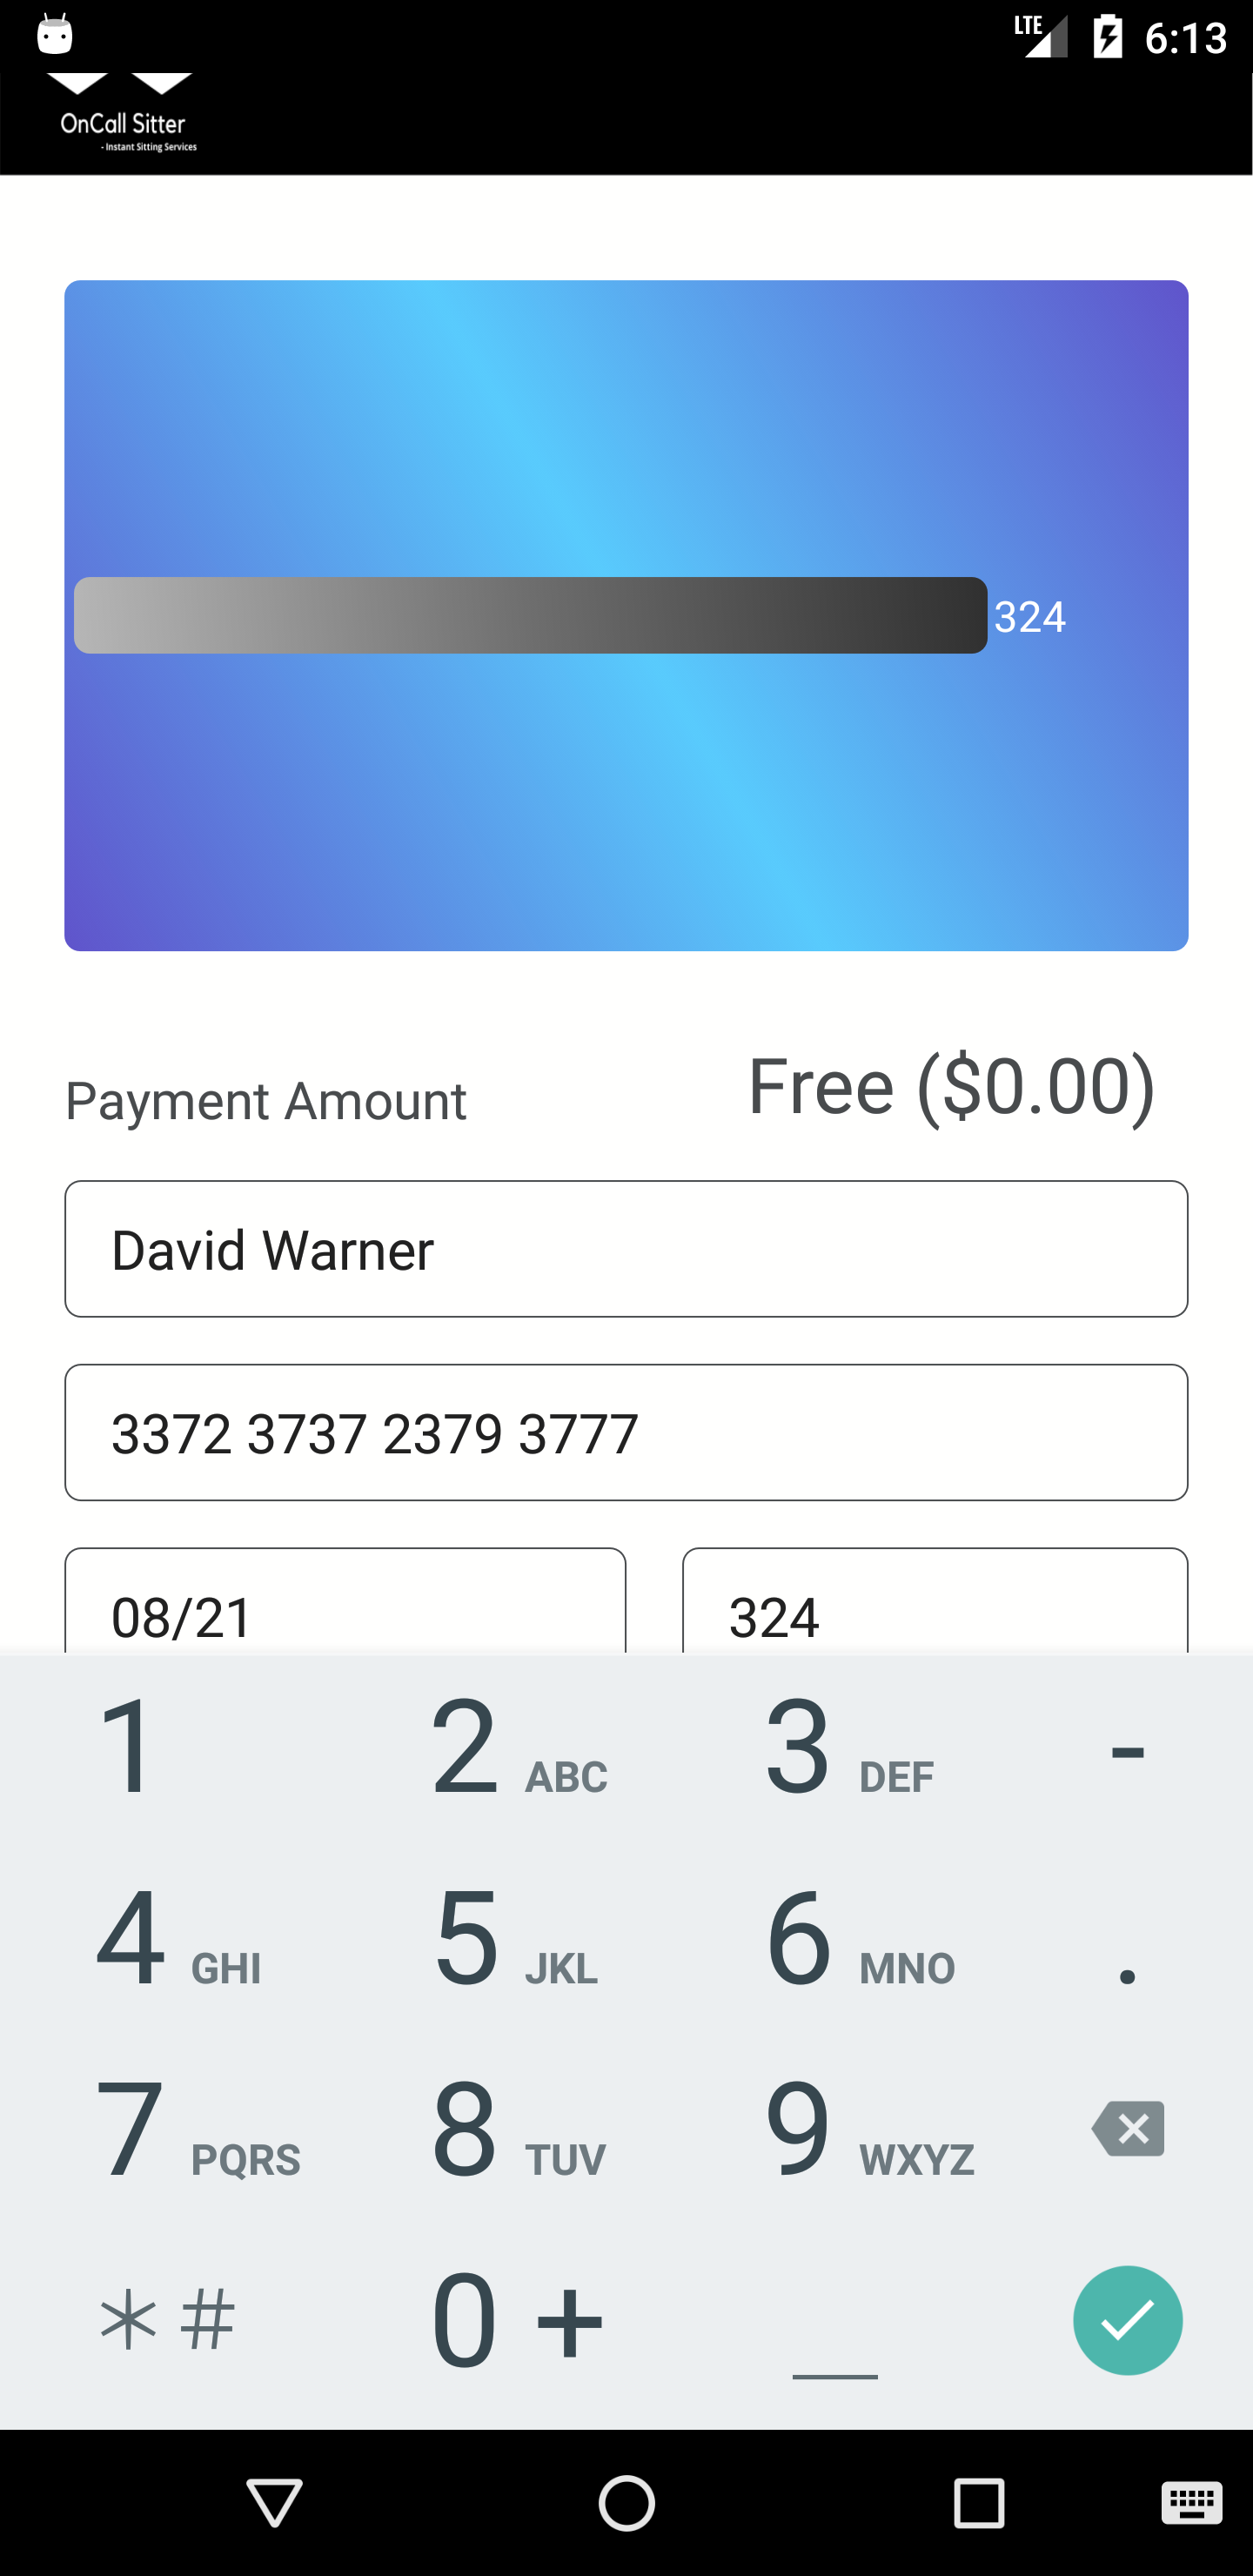 LTE 6:13
OnCall Sitter
- Instant Sitting Services
324
Payment Amount Free ($0.00)
David Warner
3372 3737 2379 3777
08/21 324
1 2 ABC 3 DEF -
4 GHI 5 JKL 6 MNO .
7 PQRS 8 TUV 9 WXYZ
* # 0 + _